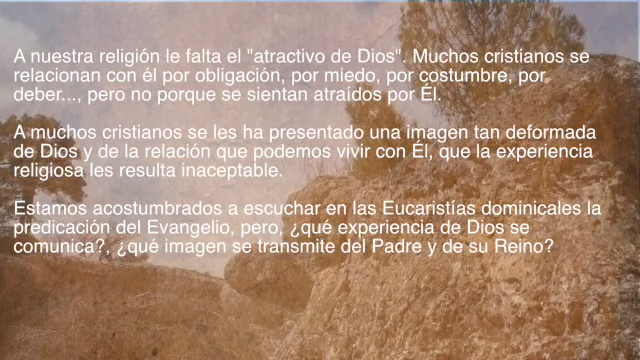 A nuestra religión le falta el "atractivo de Dios". Muchos cristianos se
relacionan con él por obligación, por miedo, por costumbre, por
deber..., pero no porque se sientan atraídos por Él.
A muchos cristianos se les ha presentado una imagen tan deformada
de Dios y de la relación que podemos vivir con Él, que la experiencia
religiosa les resulta inaceptable.
Estamos acostumbrados a escuchar en las Eucaristías dominicales la
predicación del Evangelio, pero, ¿qué experiencia de Dios se
comunica?, ¿qué imagen se transmite del Padre y de su Reino?